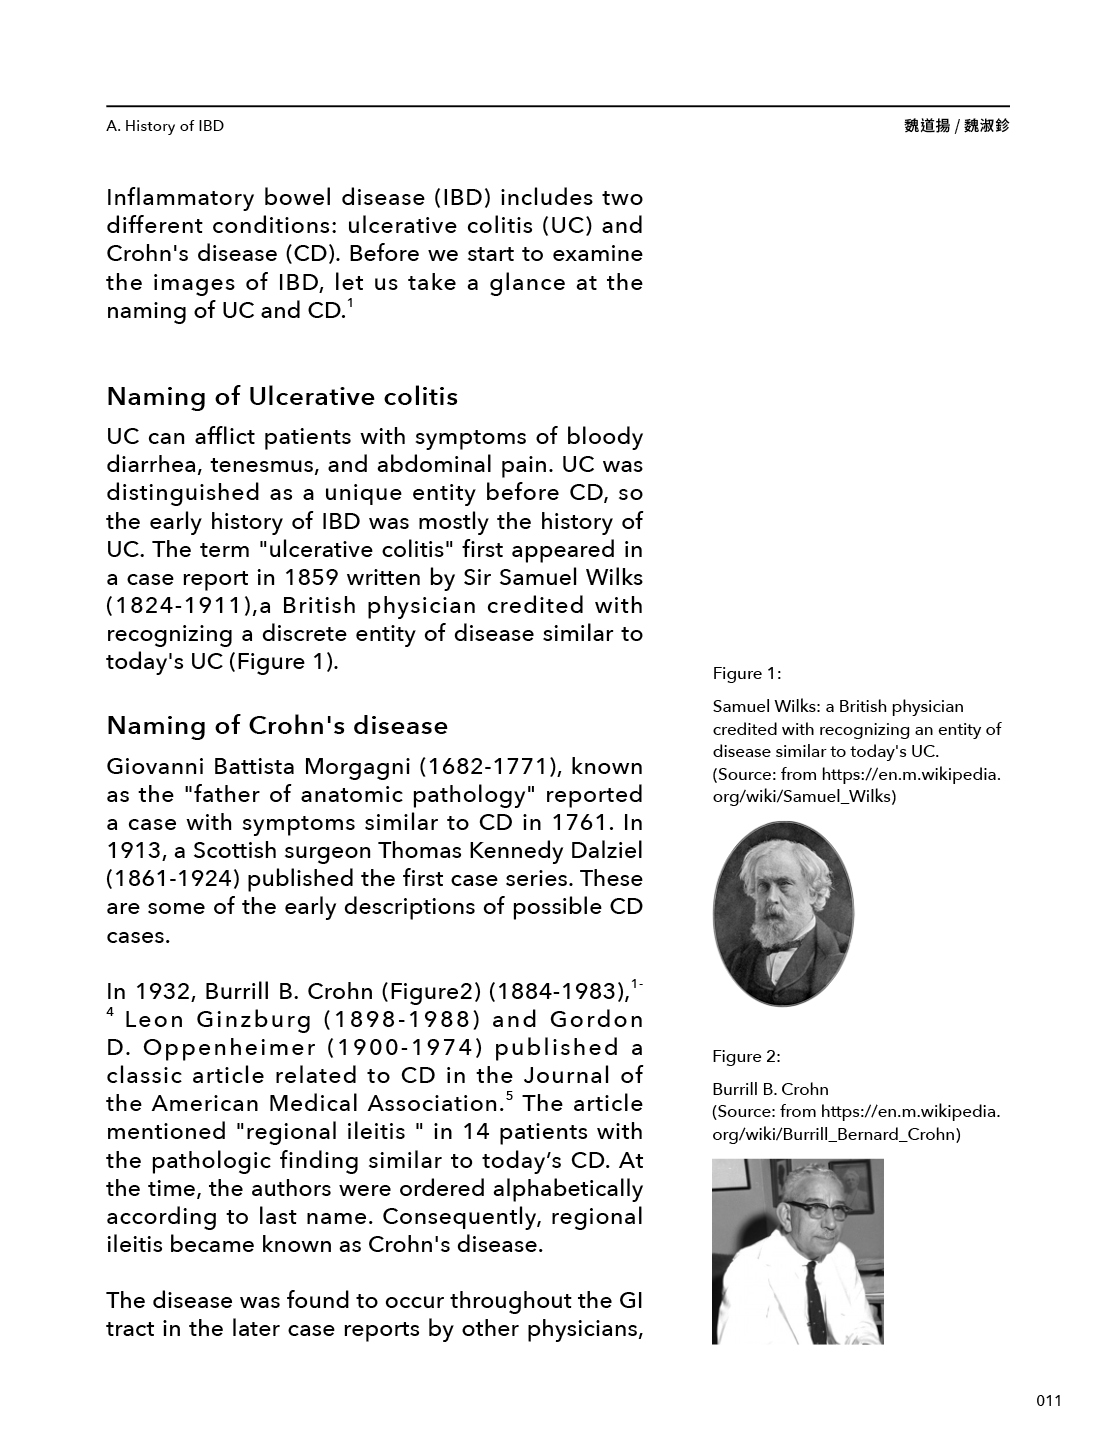 A. History of IBD
魏道揚 / 魏淑鉁
Inflammatory bowel disease (IBD) includes two
different conditions: ulcerative colitis (UC) and
Crohn's disease (CD). Before we start to examine
the images of IBD, let us take a glance at the
naming of UC and CD.1
Naming of Ulcerative colitis
UC can afflict patients with symptoms of bloody
diarrhea, tenesmus, and abdominal pain. UC was
distinguished as a unique entity before CD, so
the early history of IBD was mostly the history of
UC. The term "ulcerative colitis" first appeared in
a case report in 1859 written by Sir Samuel Wilks
(1824-1911),a British physician credited with
recognizing a discrete entity of disease similar to
today's UC (Figure 1).
Naming of Crohn's disease
Giovanni Battista Morgagni (1682-1771), known
as the "father of anatomic pathology" reported
a case with symptoms similar to CD in 1761. In
1913, a Scottish surgeon Thomas Kennedy Dalziel
(1861-1924) published the first case series. These
are some of the early descriptions of possible CD
cases.
In 1932, Burrill B. Crohn (Figure2) (1884-1983),1-
4 Leon Ginzburg (1898-1988) and Gordon
D. Oppenheimer (1900-1974) published a
classic article related to CD in the Journal of
the American Medical Association.5 The article
mentioned "regional ileitis " in 14 patients with
the pathologic finding similar to today’s CD. At
the time, the authors were ordered alphabetically
according to last name. Consequently, regional
ileitis became known as Crohn's disease.
The disease was found to occur throughout the GI
tract in the later case reports by other physicians,
Figure 1:
Samuel Wilks: a British physician
credited with recognizing an entity of
disease similar to today's UC.
(Source: from https://en.m.wikipedia.
org/wiki/Samuel_Wilks)
Figure 2:
Burrill B. Crohn
(Source: from https://en.m.wikipedia.
org/wiki/Burrill_Bernard_Crohn)
011